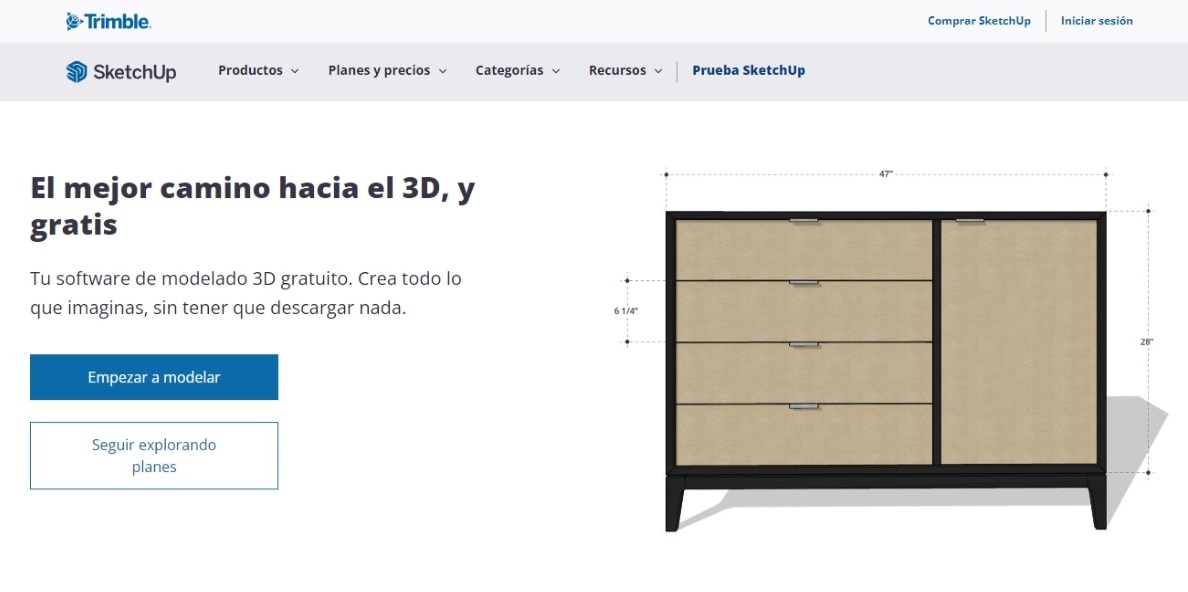 Trimble.
Comprar SketchUp
Iniciar sesión
SketchUp
Productos
Planes y precios
Categorías
Recursos
Prueba SketchUp
El mejor camino hacia el 3D, y
gratis
Tu software de modelado 3D gratuito. Crea todo lo
que imaginas, sin tener que descargar nada.
Empezar a modelar
Seguir explorando
planes
47"
6 1/4"
28"